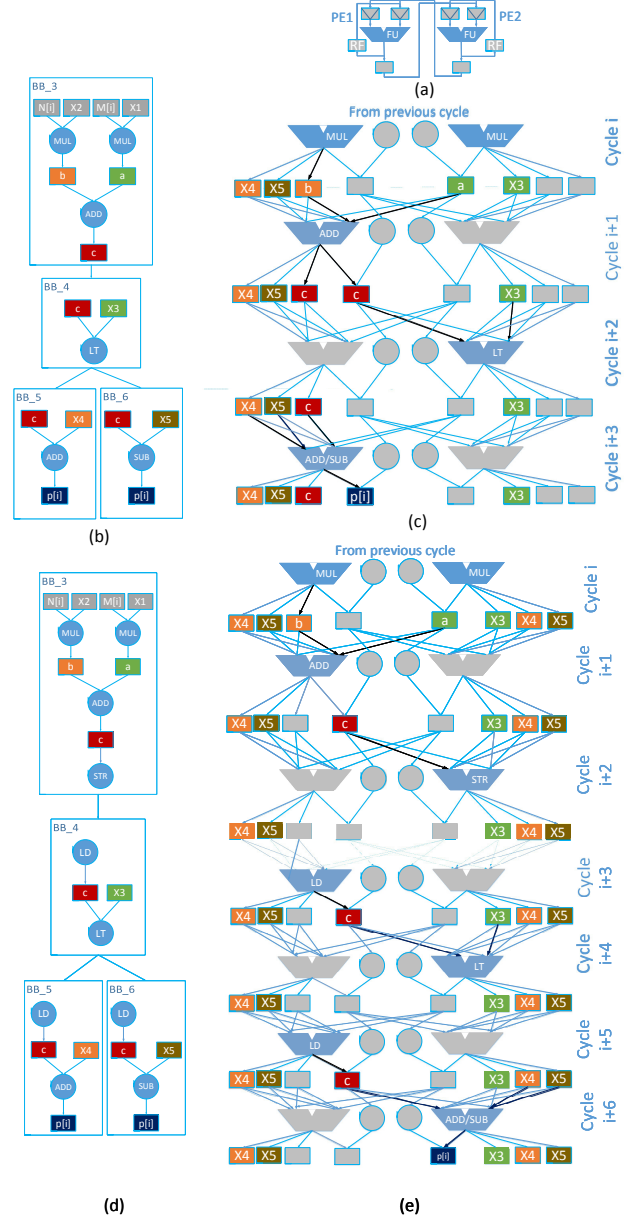 PE1
PE2
FU
FU
RF
RF
(a)
BB_3
N[i] X2 M[i] X1
MUL MUL
b a
ADD
c
BB_4
c X3
LT
BB_5 BB_6
c X4 c X5
ADD SUB
p[i] p[i]
(b)
From previous cycle
MUL MUL
Cycle i
X4 X5 b a X3
ADD
Cycle i+1
X4 X5 c c X3
LT
Cycle i+2
X4 X5 c X3
ADD/SUB
Cycle i+3
X4 X5 c p[i] X3
(c)
BB_3
N[i] X2 M[i] X1
MUL MUL
b a
ADD
c
STR
BB_4
LD
c X3
LT
BB_5 BB_6
LD LD
c X4 c X5
ADD SUB
p[i] p[i]
(d)
From previous cycle
MUL MUL
Cycle i
X4 X5 b a X3 X4 X5
ADD
Cycle
i+1
X4 X5 c X3 X4 X5
STR
Cycle
i+2
X4 X5 X3 X4 X5
LD
Cycle
i+3
X4 X5 c X3 X4 X5
LT
Cycle
i+4
X4 X5 X3 X4 X5
LD
Cycle
i+5
X4 X5 c X3 X4 X5
ADD/SUB
Cycle
i+6
X4 X5 p[i] X3 X4 X5
(e)